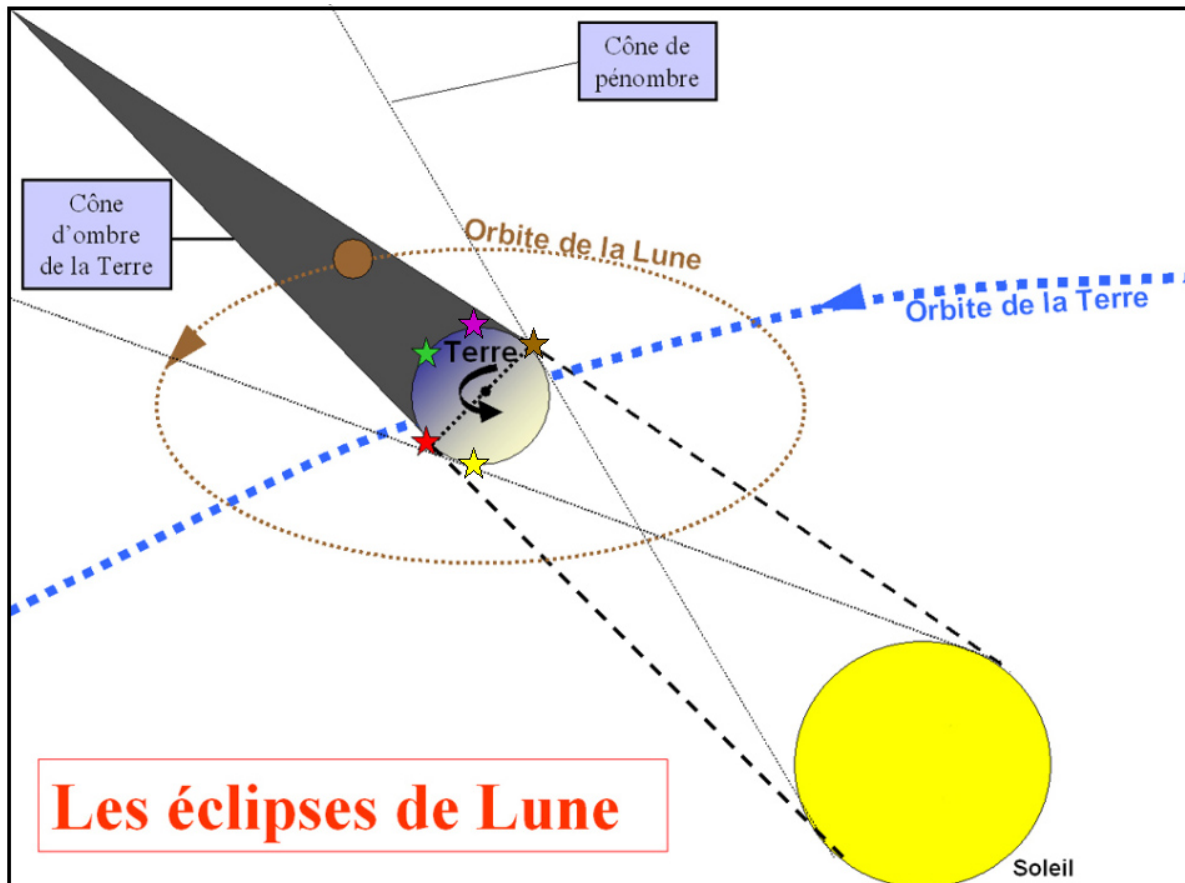 Cône de
pénombre
Cône
d'ombre
de la Terre
Orbite de la Lune
Orbite de la Terre
Terre
Les éclipses de Lune
Soleil